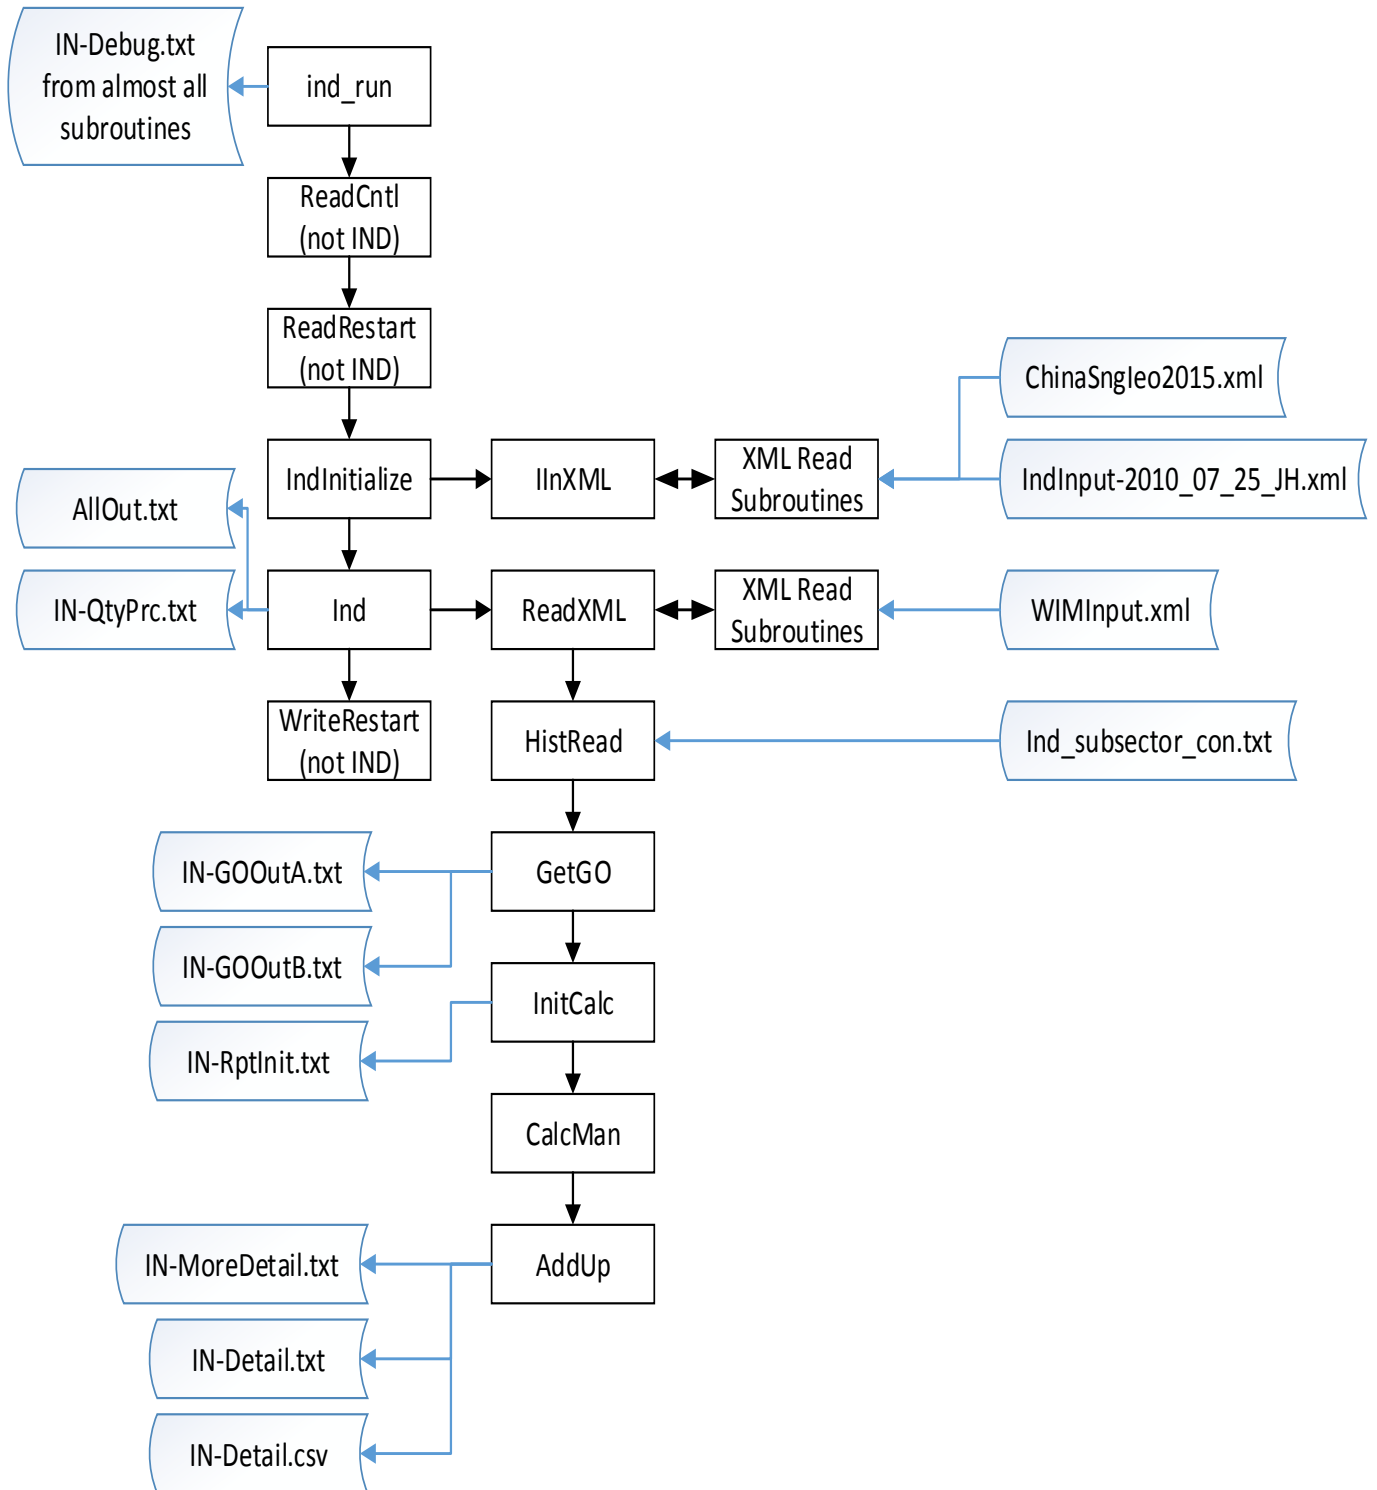 IN-Debug.txt
from almost all
subroutines
ind_run
ReadCntl
(not IND)
ReadRestart
(not IND)
ChinaSngIeo2015.xml
IndInitialize
IInXML
XML Read
Subroutines
IndInput-2010_07_25_JH.xml
AllOut.txt
IN-QtyPrc.txt
Ind
ReadXML
XML Read
Subroutines
WIMInput.xml
WriteRestart
(not IND)
HistRead
Ind_subsector_con.txt
IN-GOOutA.txt
GetGO
IN-GOOutB.txt
InitCalc
IN-RptInit.txt
CalcMan
IN-MoreDetail.txt
AddUp
IN-Detail.txt
IN-Detail.csv